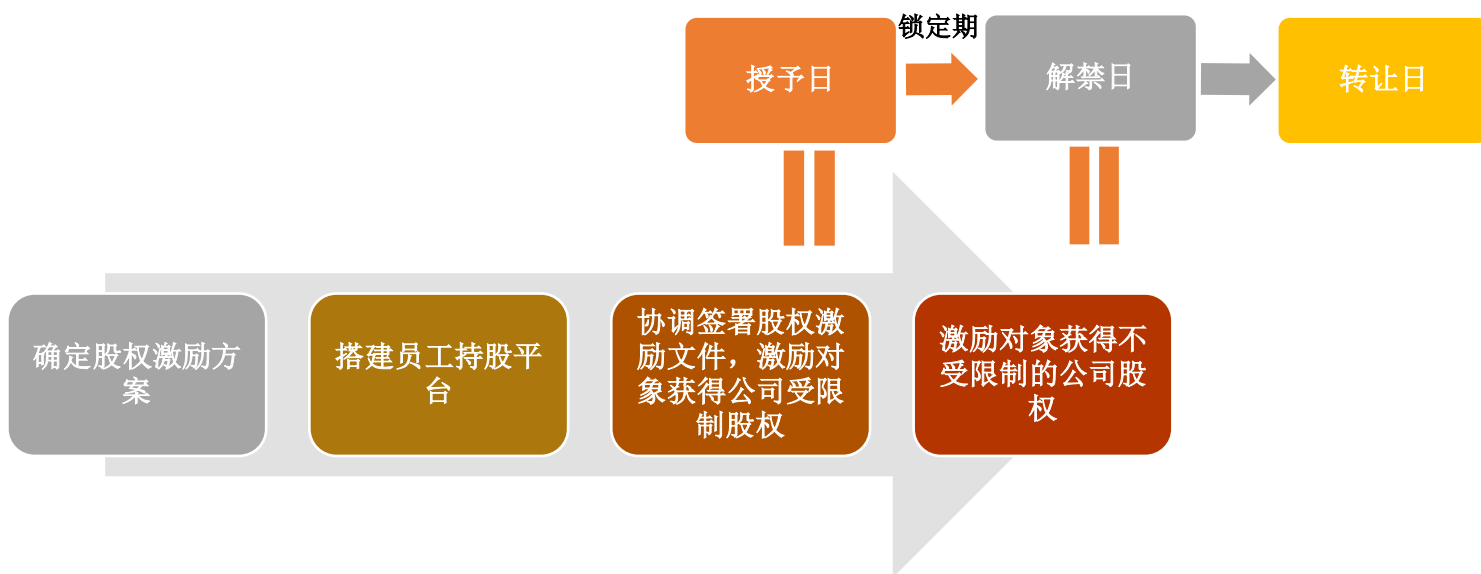 锁定期
授予日
解禁日
转让日
确定股权激励方
案
搭建员工持股平
台
协调签署股权激
励文件，激励对
象获得公司受限
制股权
激励对象获得不
受限制的公司股
权